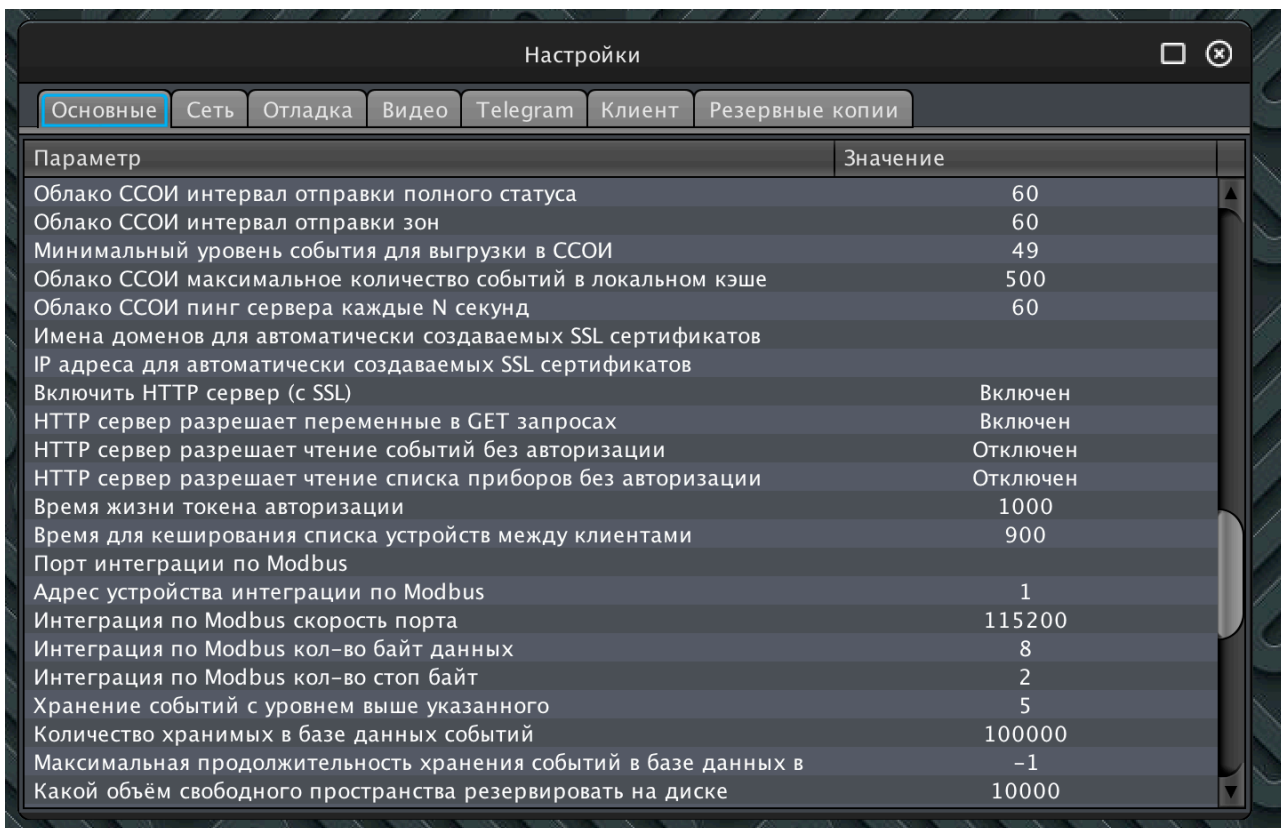 Настройки
Основные Сеть Отладка Видео Telegram Клиент Резервные копии
Параметр Значение
Облако ССОИ интервал отправки полного статуса 60
Облако ССОИ интервал отправки зон 60
Минимальный уровень события для выгрузки в ССОИ 49
Облако ССОИ максимальное количество событий в локальном кэше 500
Облако ССОИ пинг сервера каждые N секунд 60
Имена доменов для автоматически создаваемых SSL сертификатов
IP адреса для автоматически создаваемых SSL сертификатов
Включить HTTP сервер (с SSL) Включен
HTTP сервер разрешает переменные в GET запросах Включен
HTTP сервер разрешает чтение событий без авторизации Отключен
HTTP сервер разрешает чтение списка приборов без авторизации Отключен
Время жизни токена авторизации 1000
Время для кеширования списка устройств между клиентами 900
Порт интеграции по Modbus
Адрес устройства интеграции по Modbus 1
Интеграция по Modbus скорость порта 115200
Интеграция по Modbus кол-во байт данных 8
Интеграция по Modbus кол-во стоп байт 2
Хранение событий с уровнем выше указанного 5
Количество хранимых в базе данных событий 100000
Максимальная продолжительность хранения событий в базе данных в -1
Какой объём свободного пространства резервировать на диске 10000